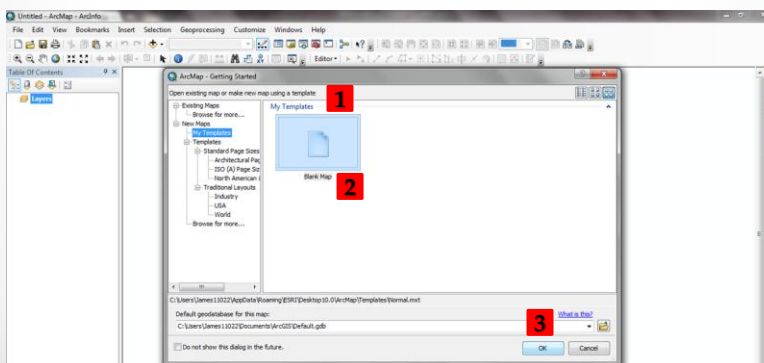 Untitled - ArcMap - ArcInfo
File Edit View Bookmarks Insert Selection Geoprocessing Customize Windows Help
Editor
Table Of Contents
Layers
ArcMap - Getting Started
Open existing map or make new map using a template
1
Existing Maps
Browse for more...
New Maps
My Templates
Templates
Standard Page Sizes
Architectural Pag
ISO (A) Page Siz
North American
Traditional Layouts
Industry
USA
World
Browse for more...
My Templates
Blank Map
2
C:\Users\James11022\AppData\Roaming\ESRI\Desktop10.0\ArcMap\Templates\Normal.mxt
Default geodatabase for this map:
What is this?
3
C:\Users\James11022\Documents\ArcGIS\Default.gdb
Do not show this dialog in the future.
OK Cancel